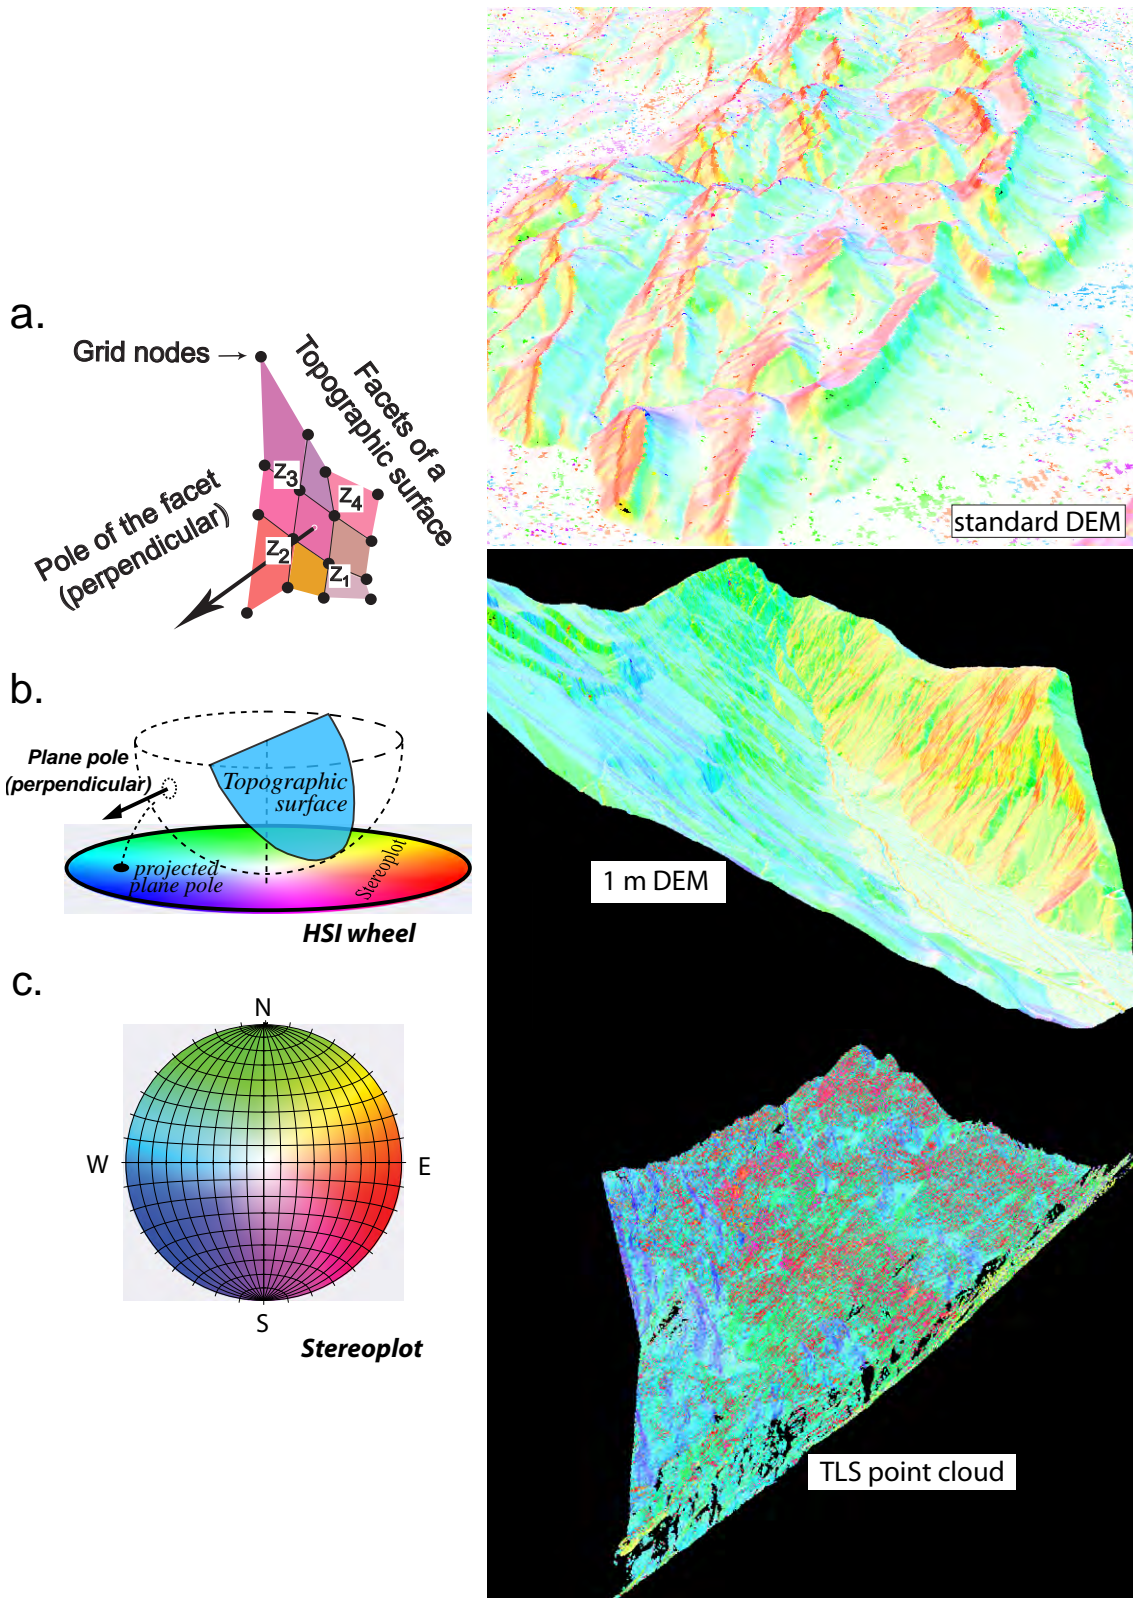 a.
Grid nodes →
Facets of a
Topographic surface
Z3
Z4
Pole of the facet
(perpendicular)
Z2
Z1
standard DEM
b.
Plane pole
(perpendicular)
Topographic
surface
projected
plane pole
Stereoplot
HSI wheel
1 m DEM
c.
N
W
E
S
Stereoplot
TLS point cloud